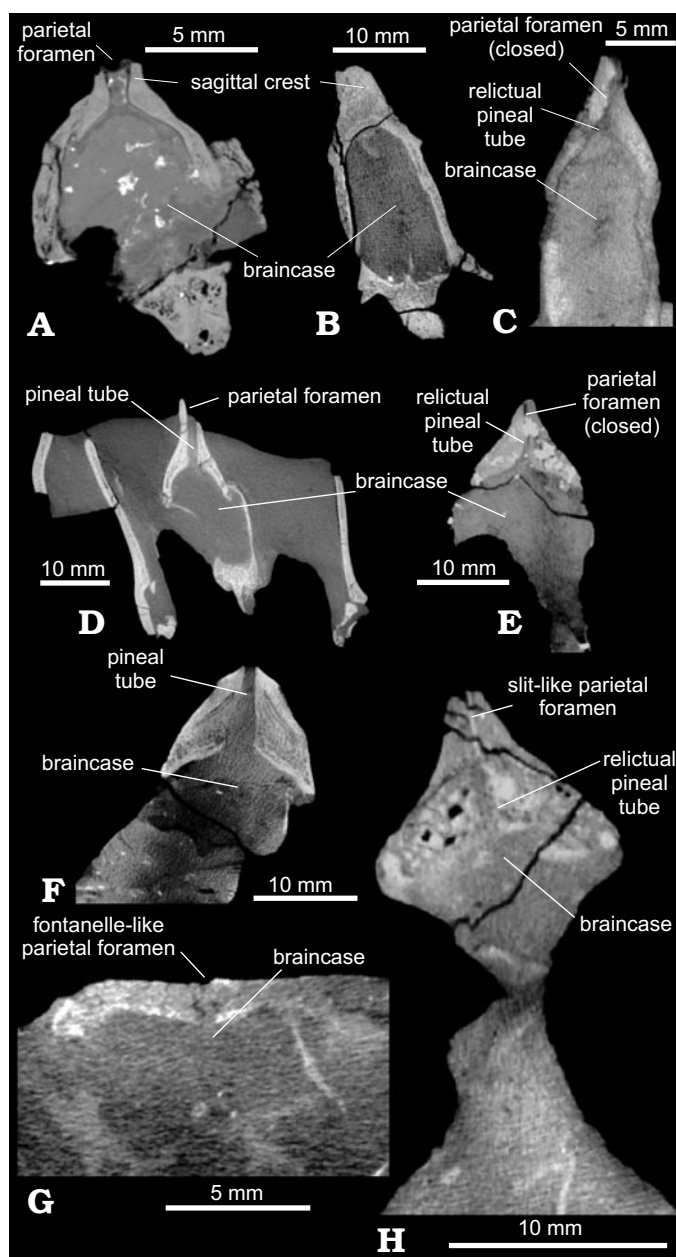 parietal
foramen
5 mm
sagittal crest
braincase
A
10 mm
B
parietal foramen
(closed)
5 mm
relictual
pineal
tube
braincase
C
pineal tube
parietal foramen
braincase
10 mm
D
relictual
pineal
tube
parietal
foramen
(closed)
10 mm
E
pineal
tube
braincase
10 mm
F
fontanelle-like
parietal foramen
braincase
5 mm
G
slit-like parietal
foramen
relictual
pineal
tube
braincase
10 mm
H